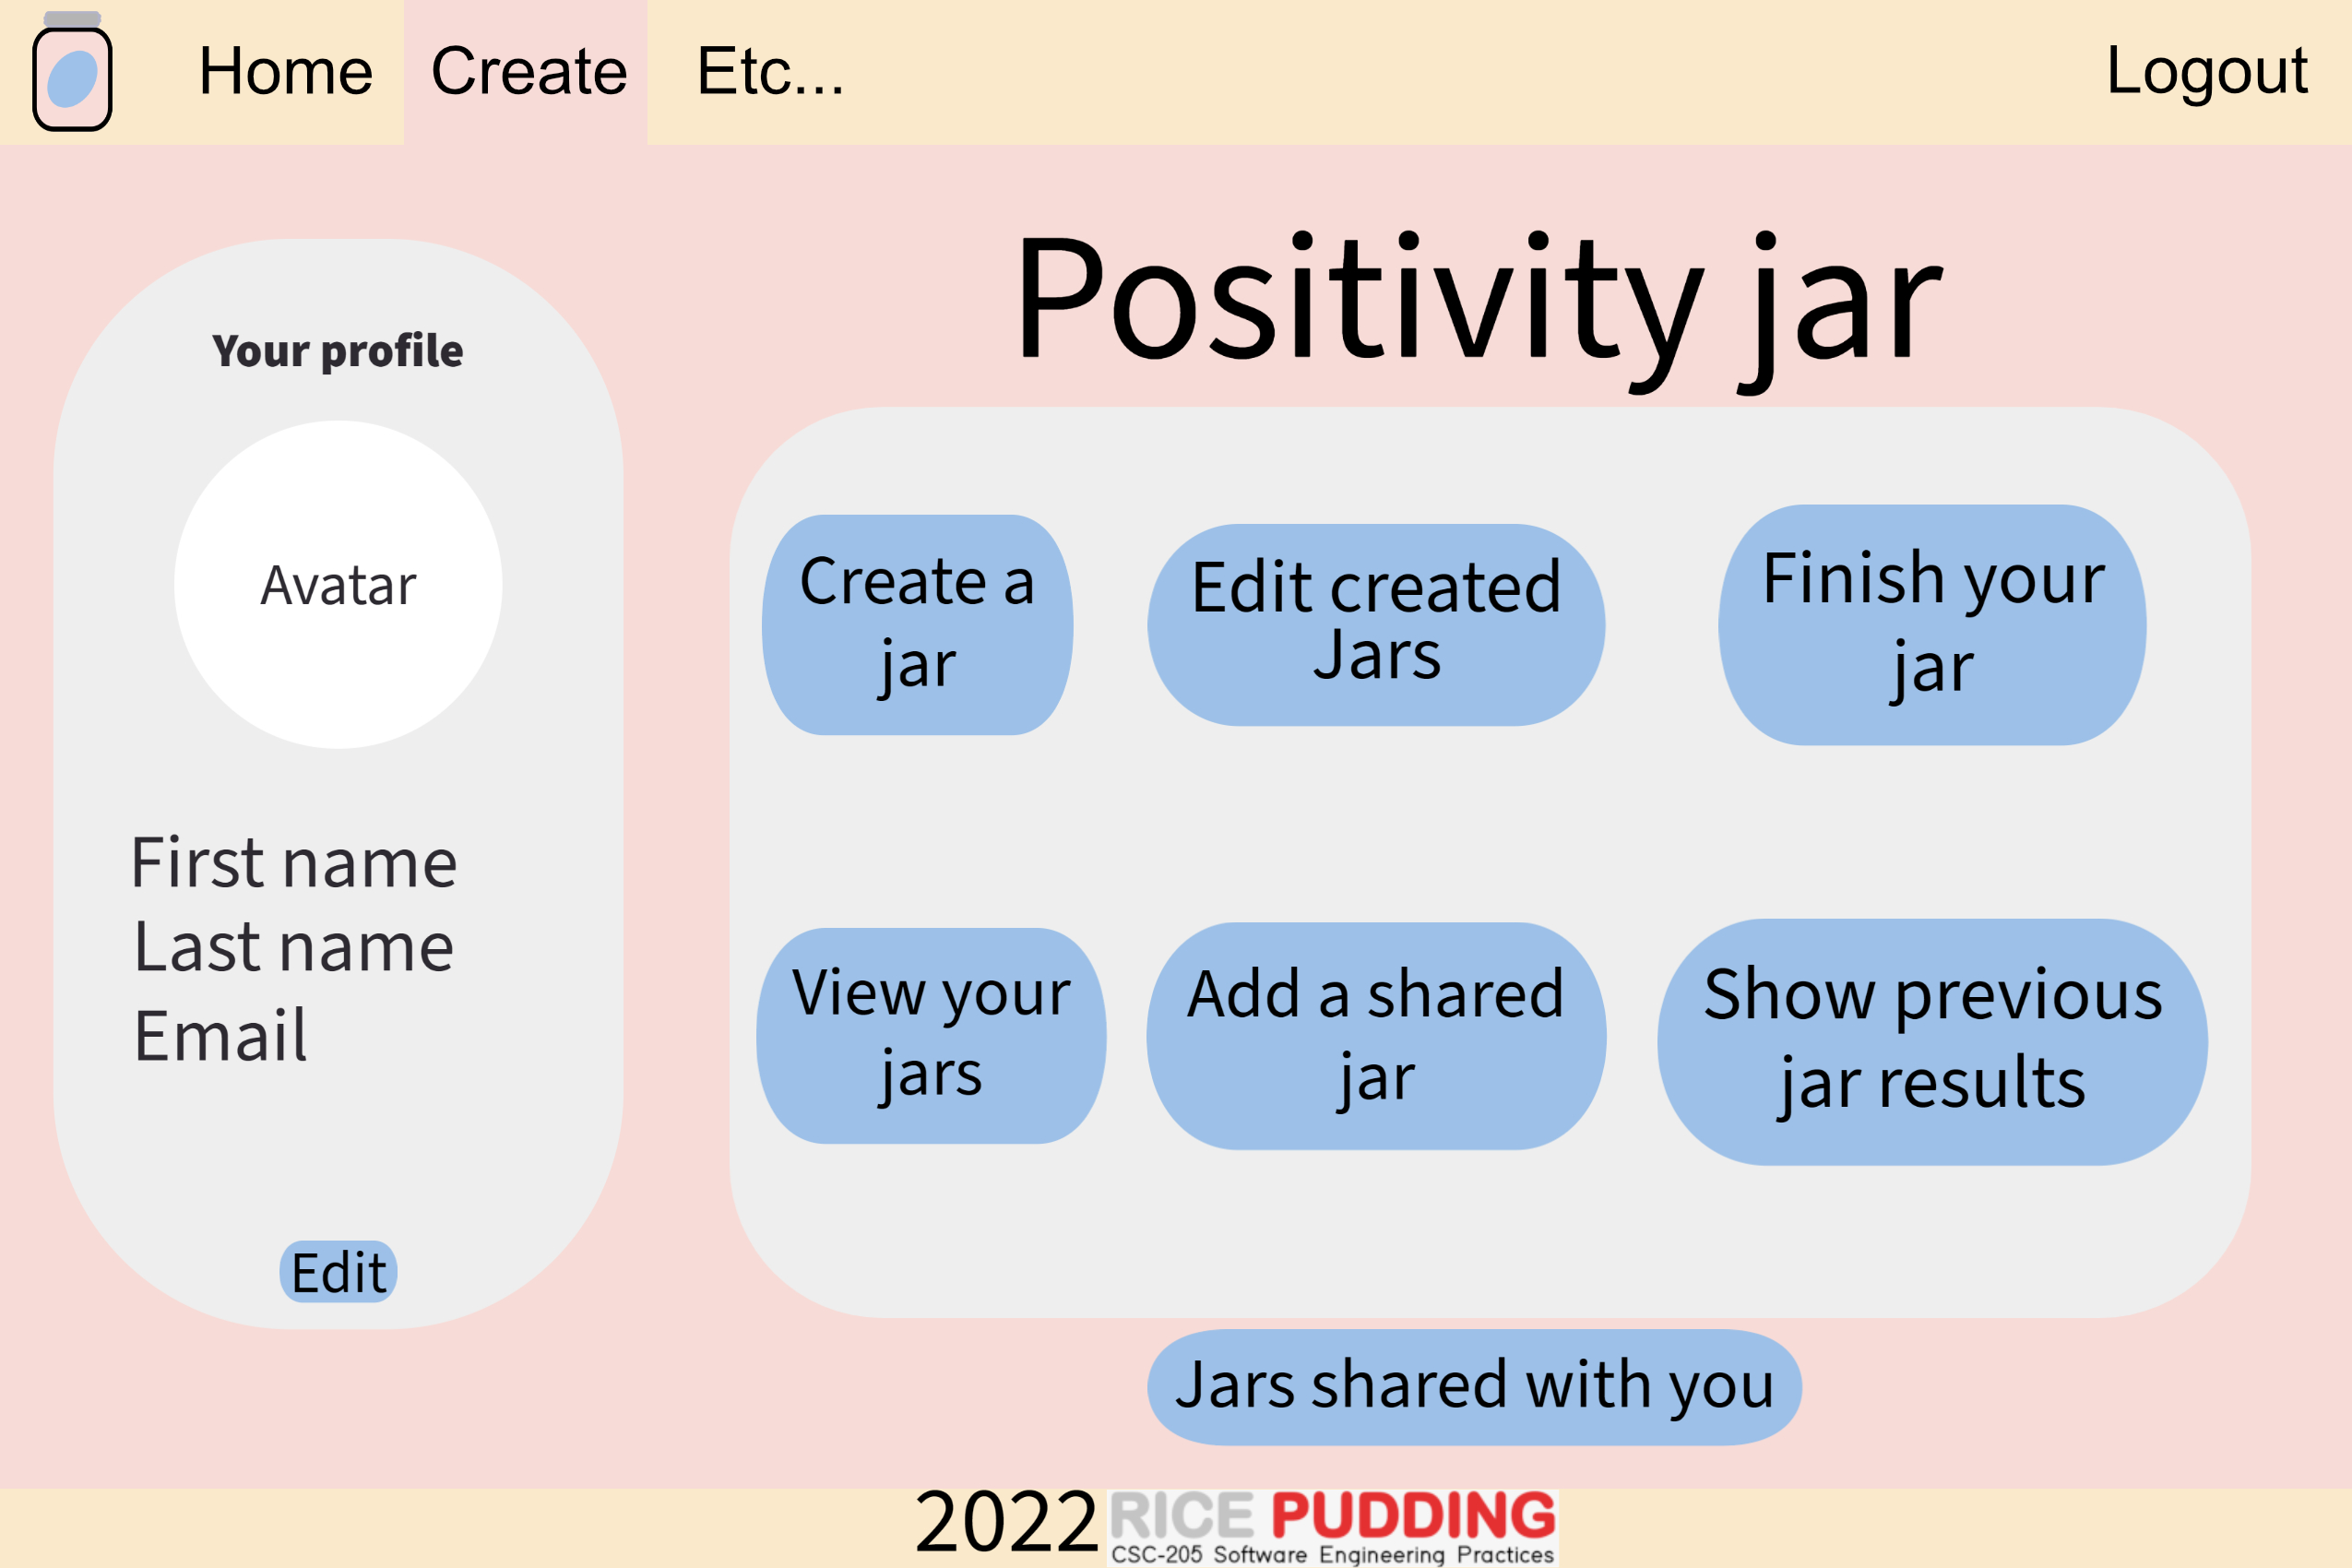 Home Create Etc... Logout
Positivity jar
Your profile
Avatar
First name
Last name
Email
Edit
Create a
jar
Edit created
Jars
Finish your
jar
View your
jars
Add a shared
jar
Show previous
jar results
Jars shared with you
2022 RICE PUDDING
CSC-205 Software Engineering Practices